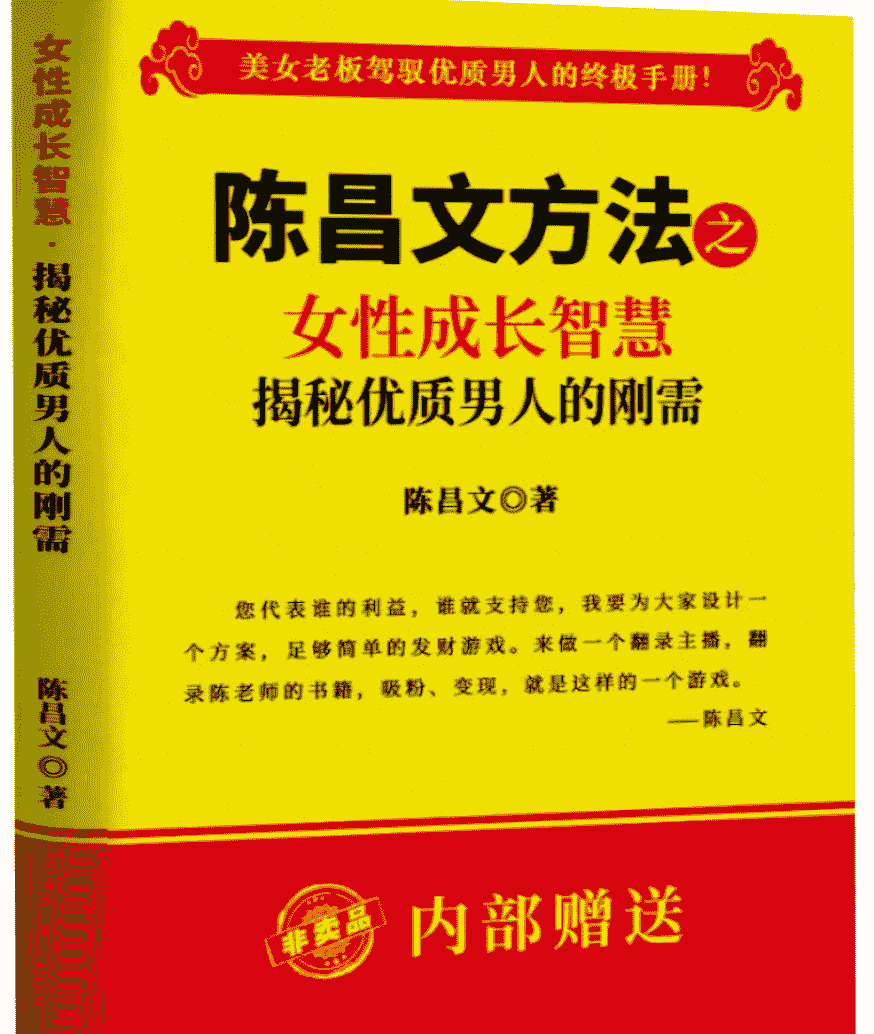 美女老板驾驭优质男人的终极手册！
陈昌文方法之
女性成长智慧
揭秘优质男人的刚需
陈昌文◎著
您代表谁的利益，谁就支持您，我要为大家设计一
个方案，足够简单的发财游戏。来做一个翻录主播，翻
录陈老师的书籍，吸粉、变现，就是这样的一个游戏。
——陈昌文
非卖品
内部赠送
女性成长智慧·揭秘优质男人的刚需
陈昌文◎著